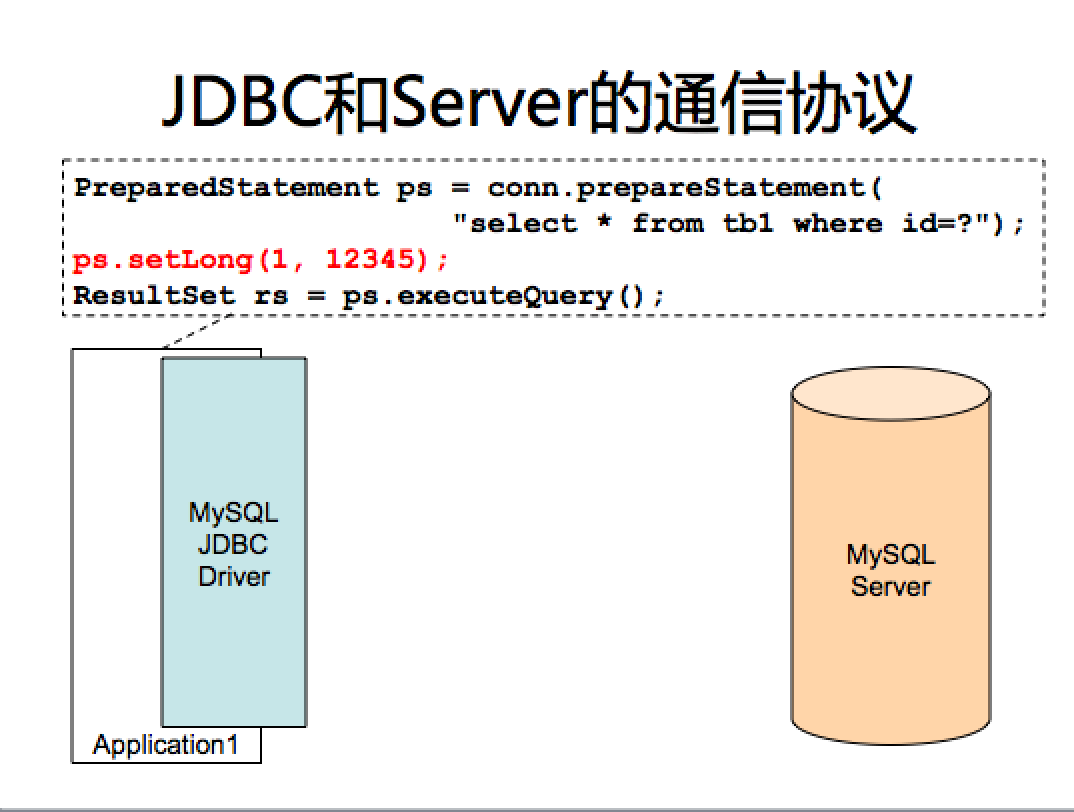 JDBC和Server的通信协议
PreparedStatement ps = conn.prepareStatement(
"select * from tb1 where id=?");
ps.setLong(1, 12345);
ResultSet rs = ps.executeQuery();
MySQL
JDBC
Driver
MySQL
Server
Application1